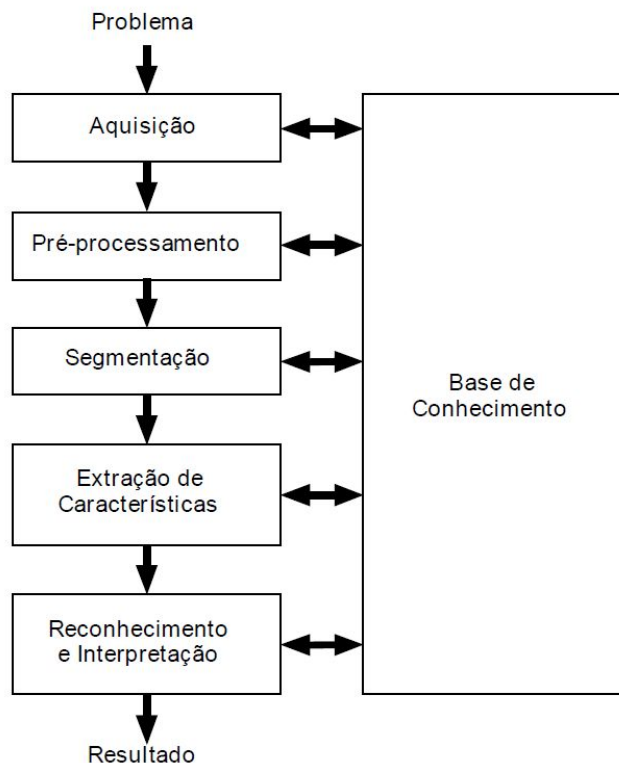 Problema
Aquisição
Pré-processamento
Segmentação
Extração de
Características
Reconhecimento
e Interpretação
Resultado
Base de
Conhecimento